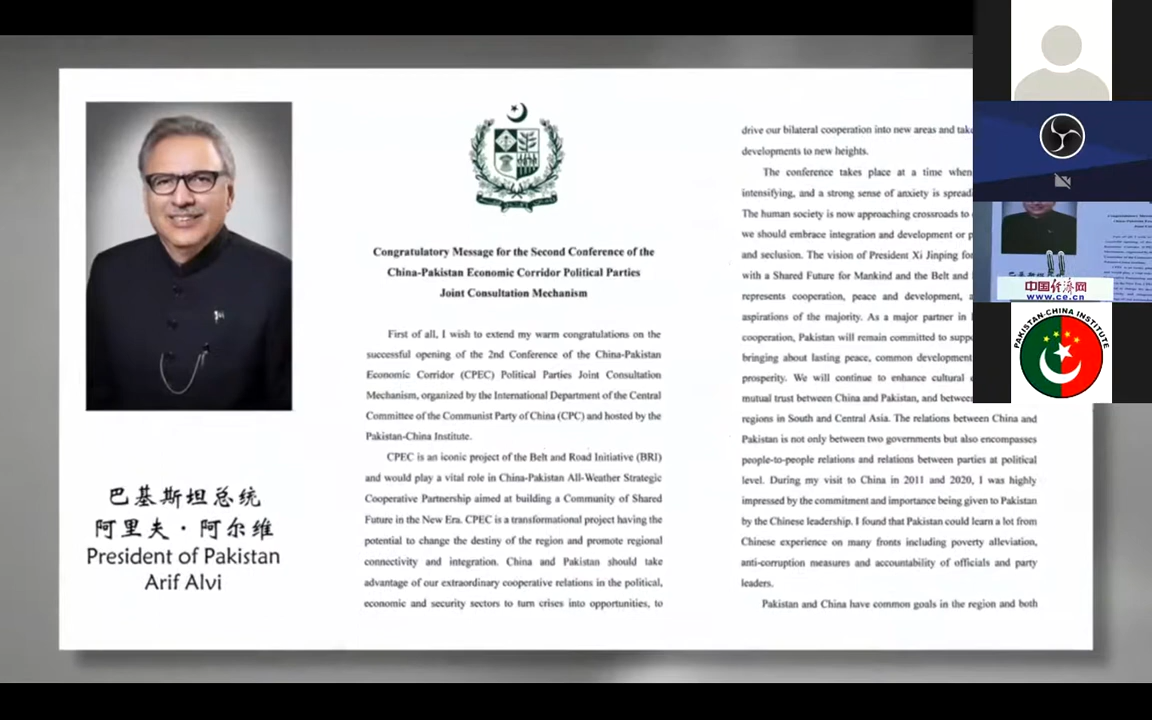 巴基斯坦总统
阿里夫·阿尔维
President of Pakistan
Arif Alvi
Congratulatory Message for the Second Conference of the
China-Pakistan Economic Corridor Political Parties
Joint Consultation Mechanism
First of all, I wish to extend my warm congratulations on the
successful opening of the 2nd Conference of the China-Pakistan
Economic Corridor (CPEC) Political Parties Joint Consultation
Mechanism, organized by the International Department of the Central
Committee of the Communist Party of China (CPC) and hosted by the
Pakistan-China Institute.
CPEC is an iconic project of the Belt and Road Initiative (BRI)
and would play a vital role in China-Pakistan All-Weather Strategic
Cooperative Partnership aimed at building a Community of Shared
Future in the New Era. CPEC is a transformational project having the
potential to change the destiny of the region and promote regional
connectivity and integration. China and Pakistan should take
advantage of our extraordinary cooperative relations in the political,
economic and security sectors to turn crises into opportunities, to
drive our bilateral cooperation into new areas and take
developments to new heights.
The conference takes place at a time when
intensifying, and a strong sense of anxiety is
The human society is now approaching crossroads to
we should embrace integration and development or
and seclusion. The vision of President Xi Jinping
with a Shared Future for Mankind and the Belt and
represents cooperation, peace and development,
aspirations of the majority. As a major partner in
cooperation, Pakistan will remain committed to
bringing about lasting peace, common development
prosperity. We will continue to enhance cultural
mutual trust between China and Pakistan, and
regions in South and Central Asia. The relations between China and
Pakistan is not only between two governments but also encompasses
people-to-people relations and relations between parties at political
level. During my visit to China in 2011 and 2020, I was highly
impressed by the commitment and importance being given to Pakistan
by the Chinese leadership. I found that Pakistan could learn a lot from
Chinese experience on many fronts including poverty alleviation,
anti-corruption measures and accountability of officials and party
leaders.
Pakistan and China have common goals in the region and both
中国经济网
www.ce.cn
PAKISTAN-CHINA INSTITUTE